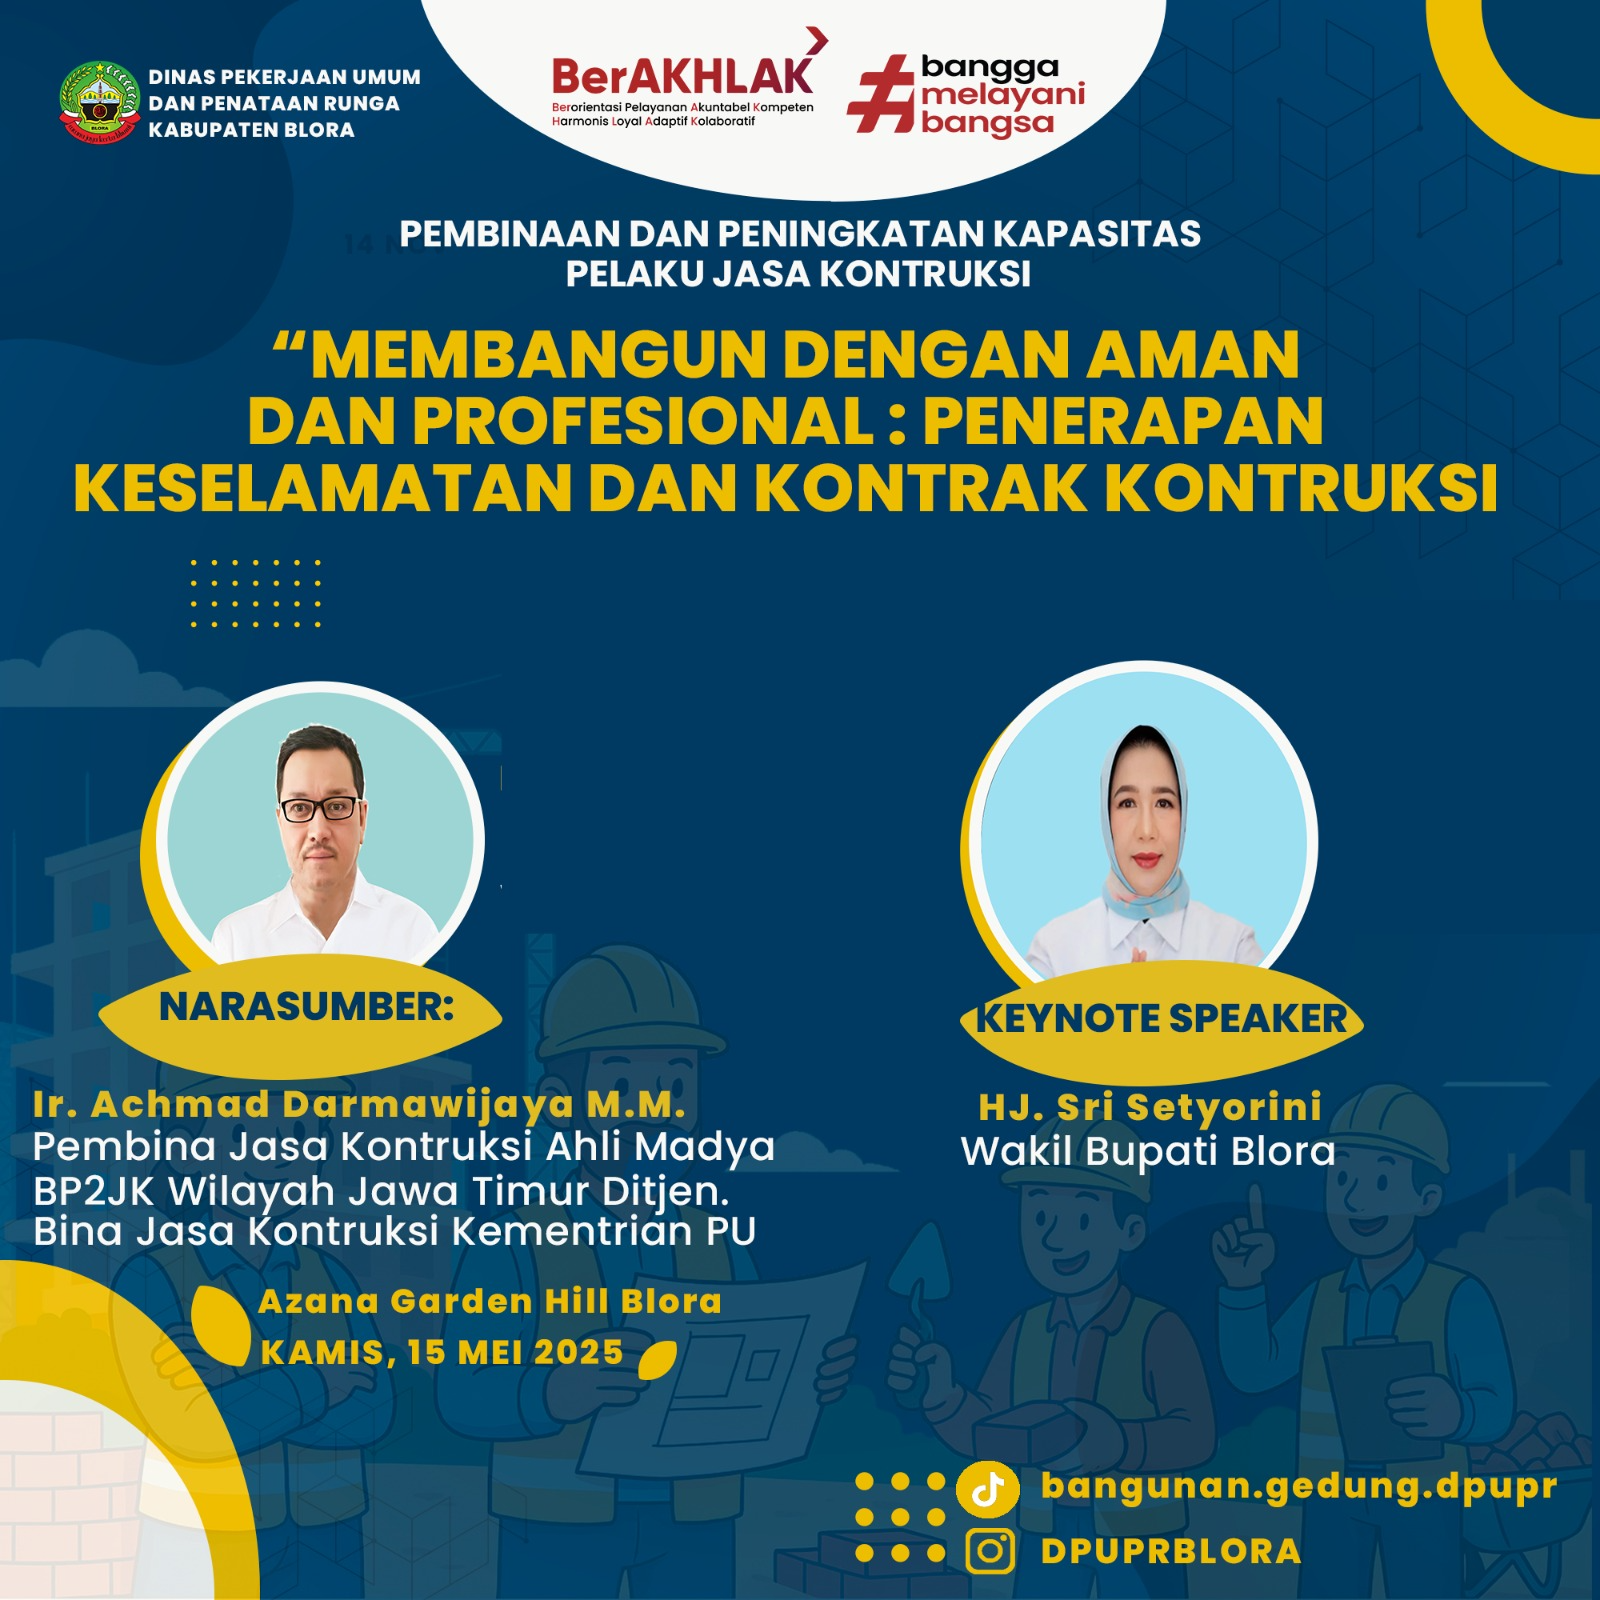 DINAS PEKERJAAN UMUM
DAN PENATAAN RUNGA
KABUPATEN BLORA
BLORA
BerAKHLAK
Berorientasi Pelayanan Akuntabel Kompeten
Harmonis Loyal Adaptif Kolaboratif
#bangga
melayani
bangsa
14 NO
PEMBINAAN DAN PENINGKATAN KAPASITAS
PELAKU JASA KONTRUKSI
“MEMBANGUN DENGAN AMAN
DAN PROFESIONAL : PENERAPAN
KESELAMATAN DAN KONTRAK KONTRUKSI
NARASUMBER:
Ir. Achmad Darmawijaya M.M.
Pembina Jasa Kontruksi Ahli Madya
BP2JK Wilayah Jawa Timur Ditjen.
Bina Jasa Kontruksi Kementrian PU
KEYNOTE SPEAKER
HJ. Sri Setyorini
Wakil Bupati Blora
Azana Garden Hill Blora
KAMIS, 15 MEI 2025
bangunan.gedung.dpupr
DPUPRBLORA